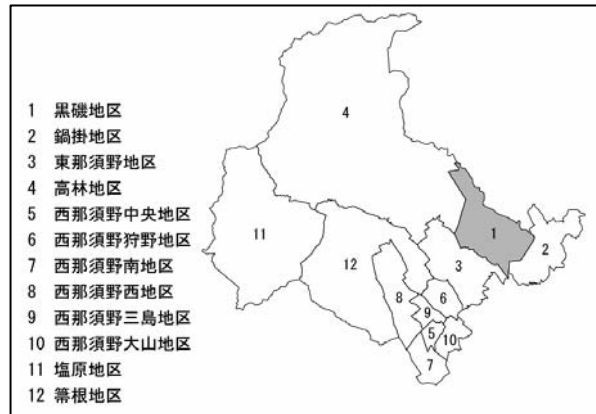 1 黒磯地区
2 鍋掛地区
3 東那須野地区
4 高林地区
5 西那須野中央地区
6 西那須野狩野地区
7 西那須野南地区
8 西那須野西地区
9 西那須野三島地区
10 西那須野大山地区
11 塩原地区
12 箒根地区
4
1
2
11
3
12
8
6
9
5
10
7